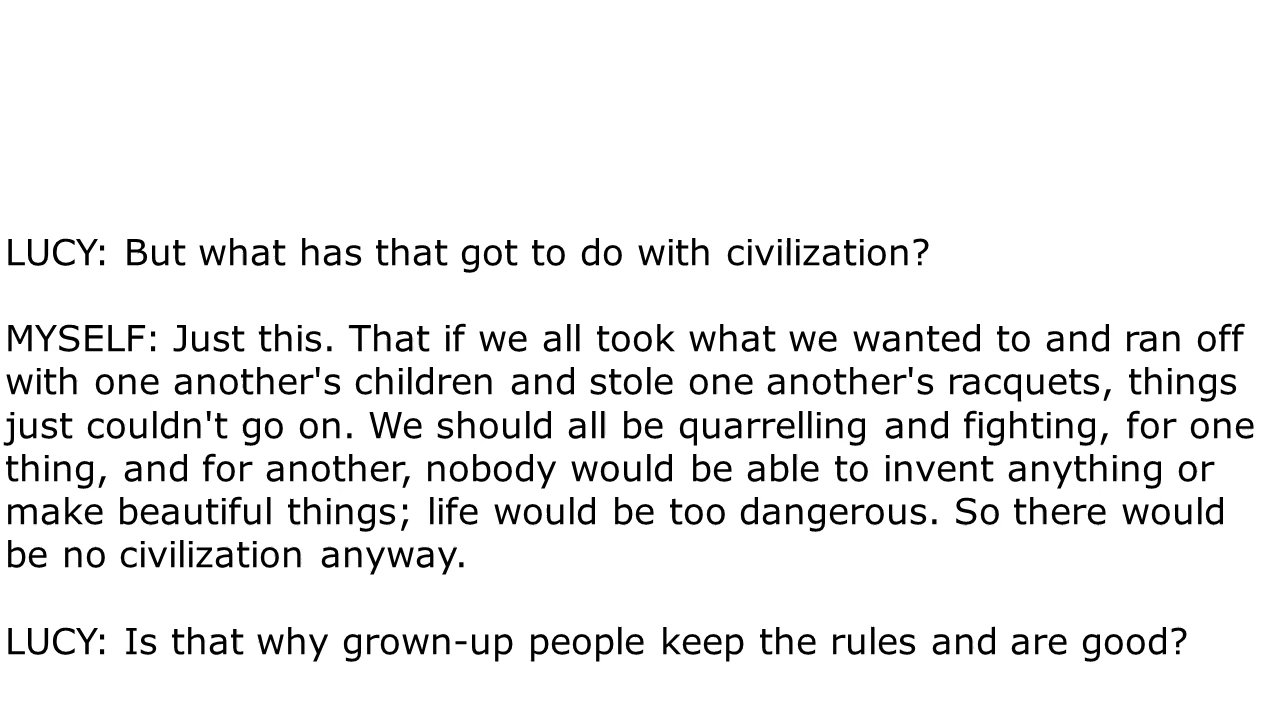 LUCY: But what has that got to do with civilization?
MYSELF: Just this. That if we all took what we wanted to and ran off
with one another's children and stole one another's racquets, things
just couldn't go on. We should all be quarrelling and fighting, for one
thing, and for another, nobody would be able to invent anything or
make beautiful things; life would be too dangerous. So there would
be no civilization anyway.
LUCY: Is that why grown-up people keep the rules and are good?